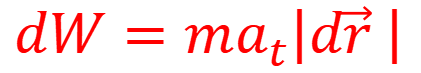 dW = ma_t|d\vec{r}|